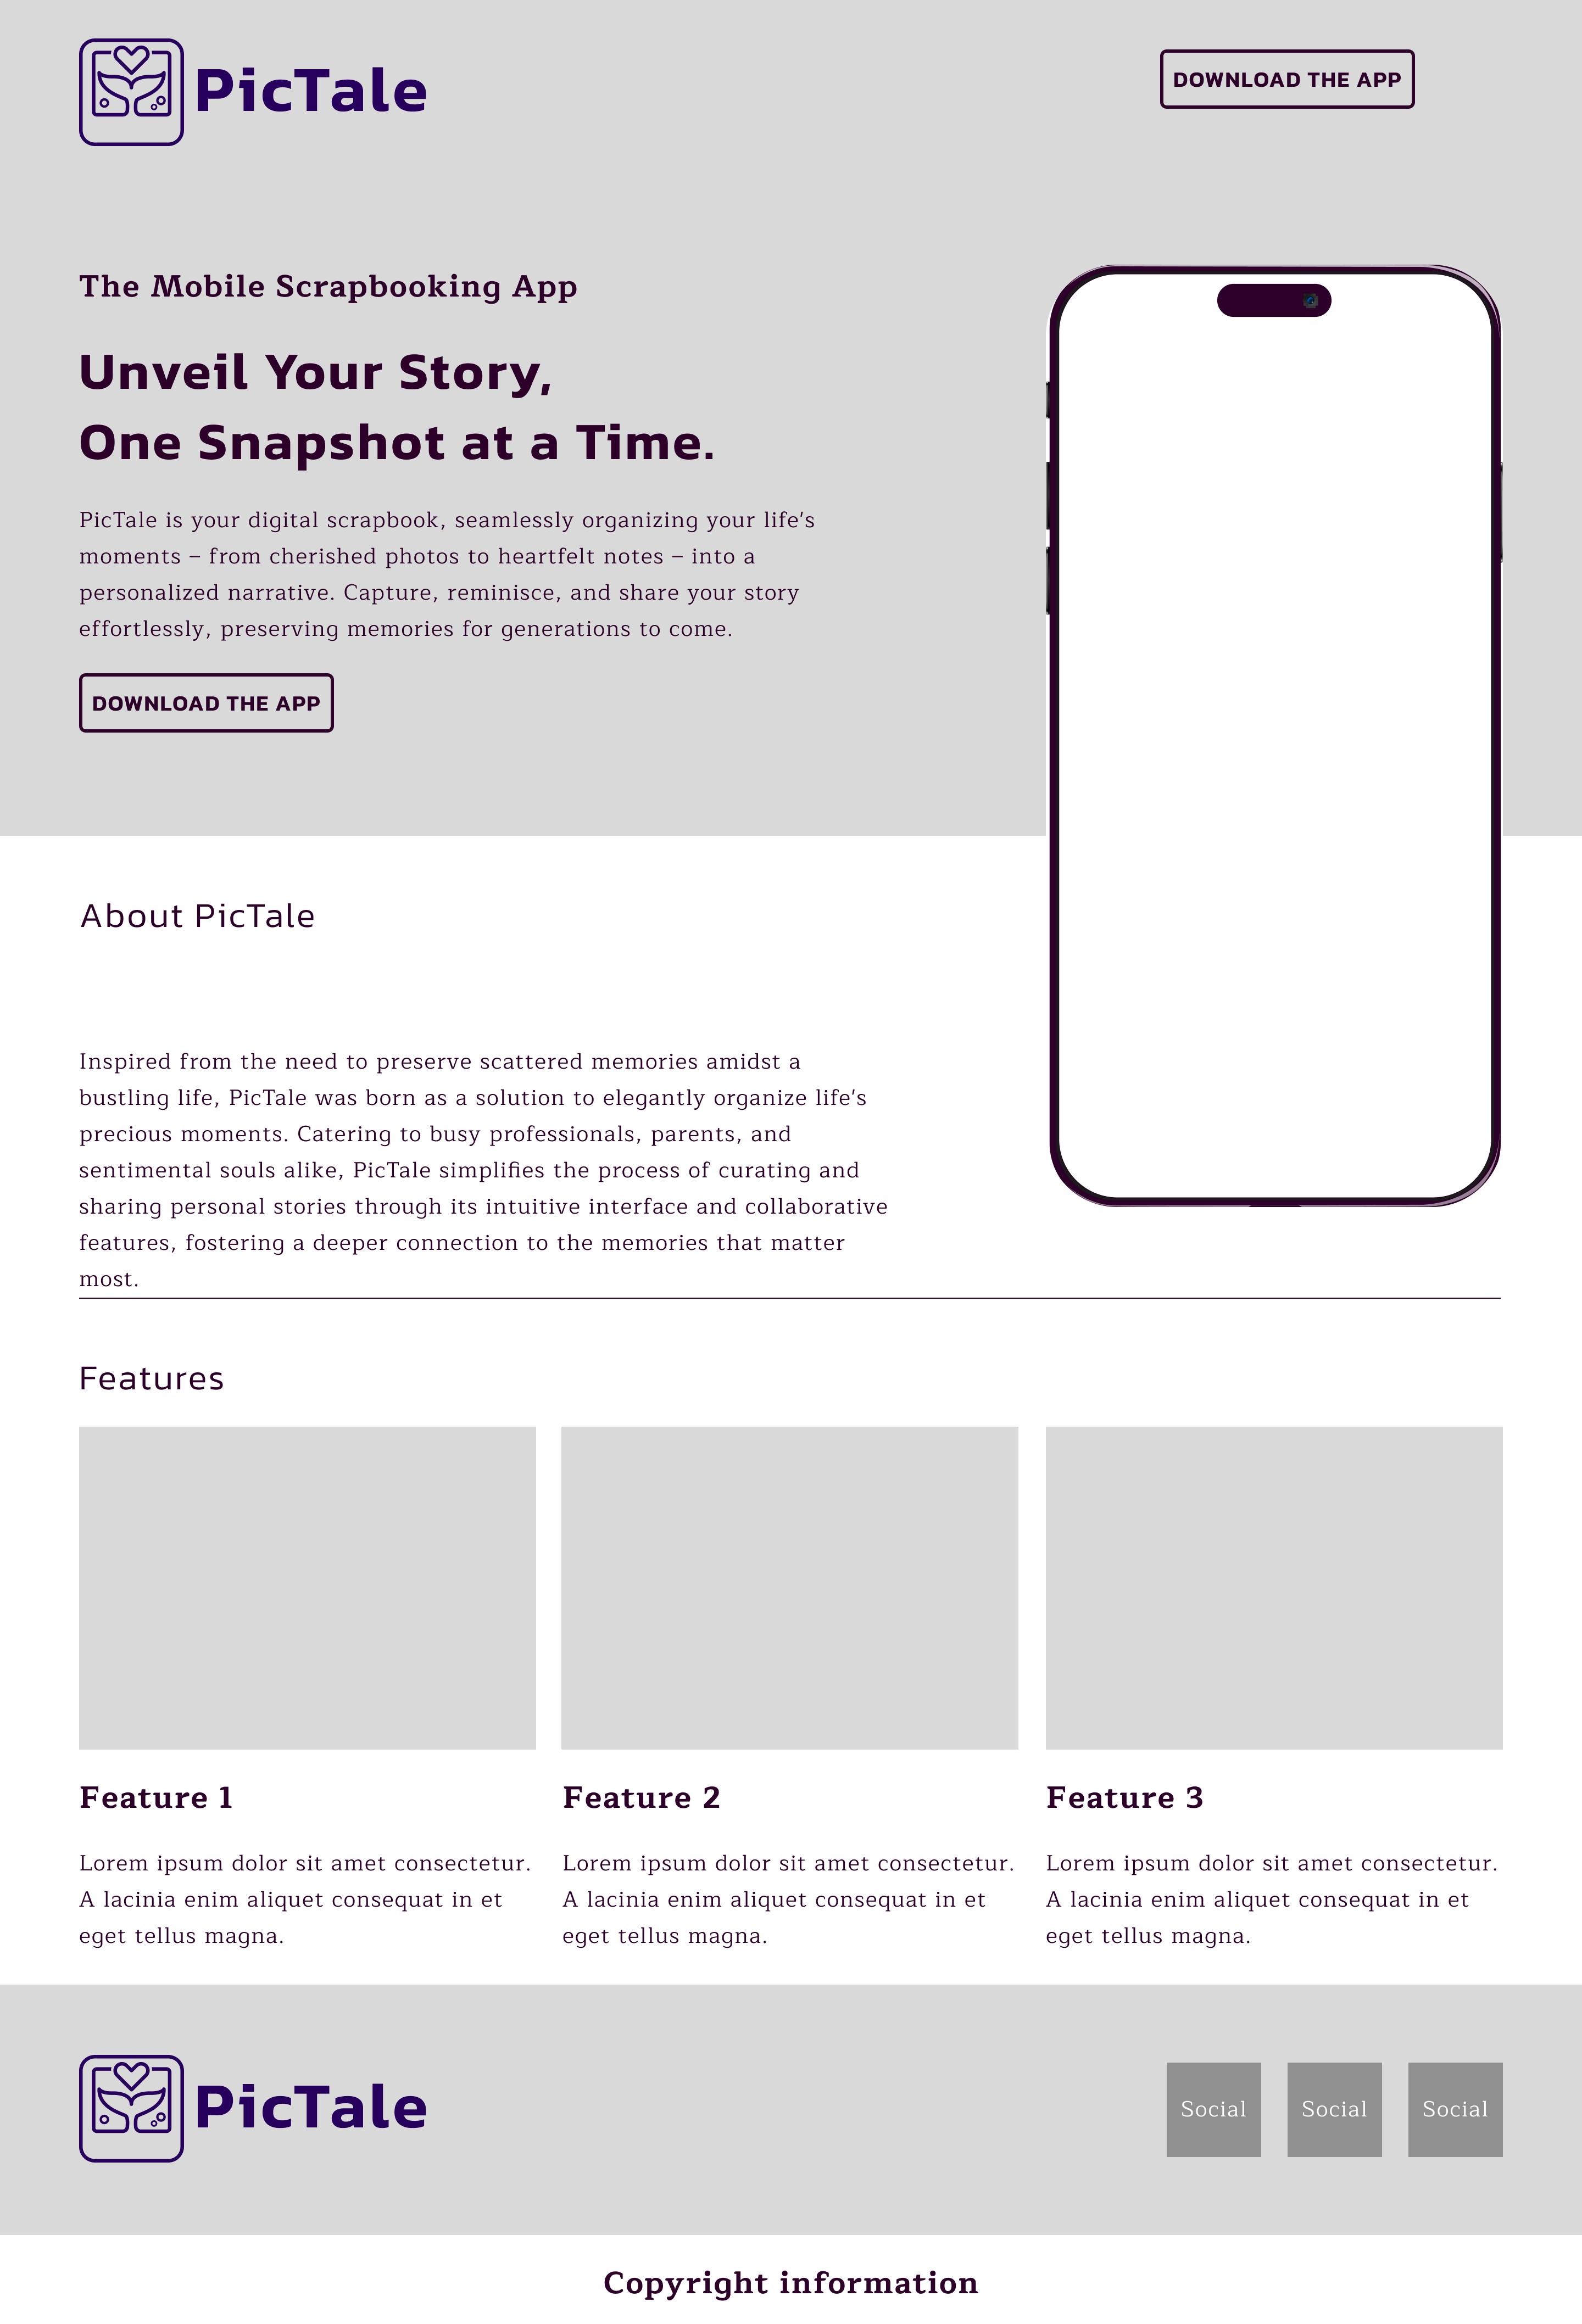 PicTale
DOWNLOAD THE APP
The Mobile Scrapbooking App
Unveil Your Story,
One Snapshot at a Time.
PicTale is your digital scrapbook, seamlessly organizing your life's
moments – from cherished photos to heartfelt notes – into a
personalized narrative. Capture, reminisce, and share your story
effortlessly, preserving memories for generations to come.
DOWNLOAD THE APP
About PicTale
Inspired from the need to preserve scattered memories amidst a
bustling life, PicTale was born as a solution to elegantly organize life's
precious moments. Catering to busy professionals, parents, and
sentimental souls alike, PicTale simplifies the process of curating and
sharing personal stories through its intuitive interface and collaborative
features, fostering a deeper connection to the memories that matter
most.
Features
Feature 1
Lorem ipsum dolor sit amet consectetur.
A lacinia enim aliquet consequat in et
eget tellus magna.
Feature 2
Lorem ipsum dolor sit amet consectetur.
A lacinia enim aliquet consequat in et
eget tellus magna.
Feature 3
Lorem ipsum dolor sit amet consectetur.
A lacinia enim aliquet consequat in et
eget tellus magna.
PicTale
Social
Social
Social
Copyright information